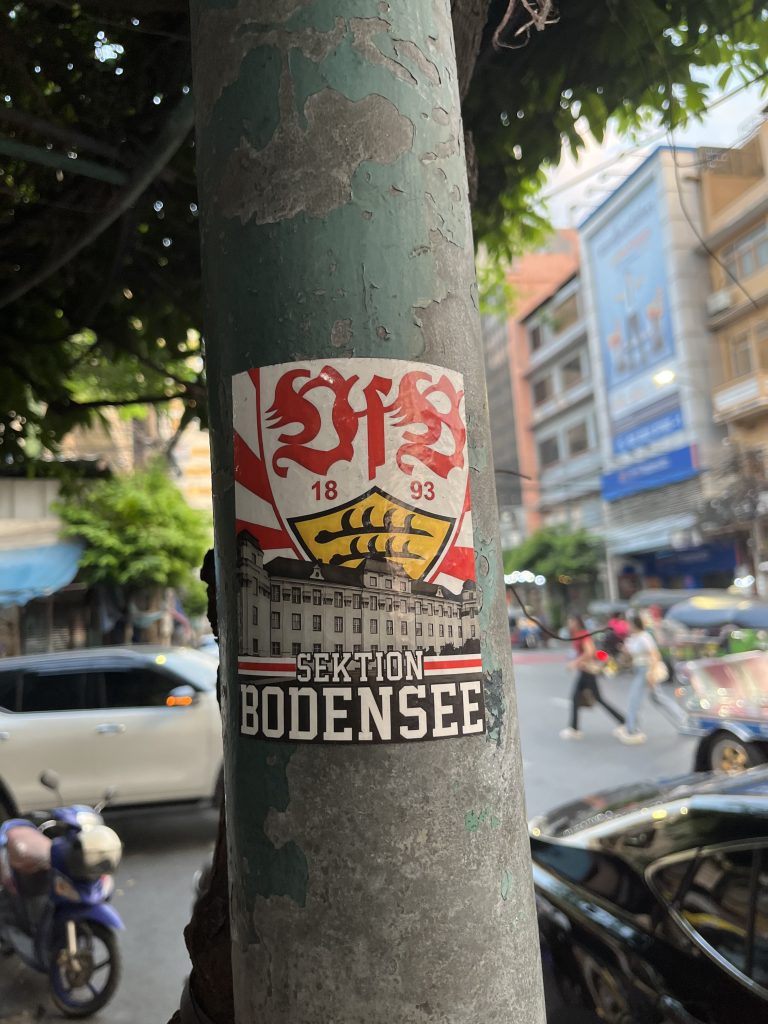 VfB
18 93
SEKTION
BODENSEE